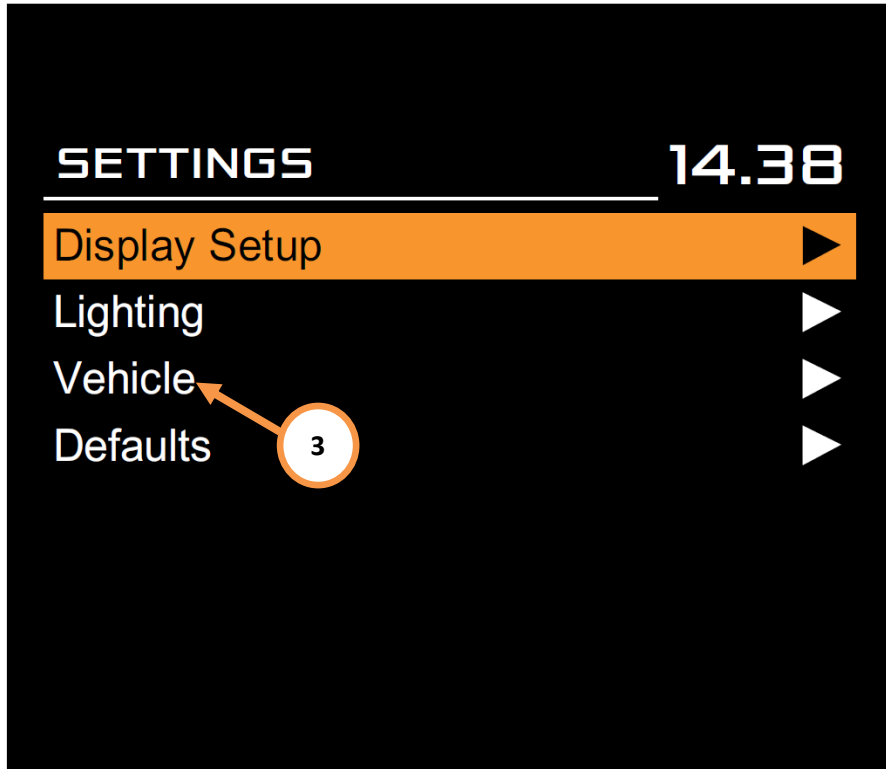 SETTINGS 14.38
Display Setup
Lighting
Vehicle
Defaults
3